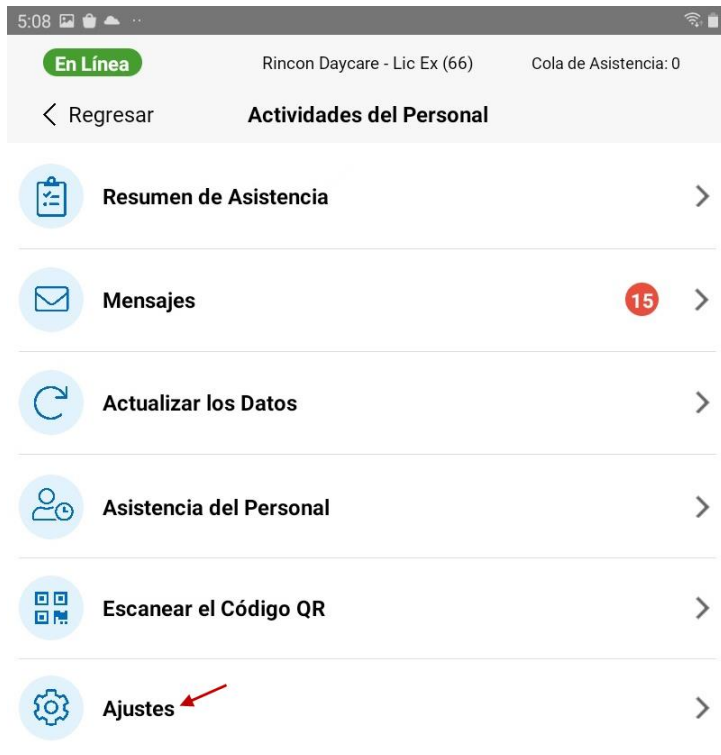 5:08
En Línea Rincon Daycare - Lic Ex (66) Cola de Asistencia: 0
Regresar Actividades del Personal
Resumen de Asistencia
Mensajes 15
Actualizar los Datos
Asistencia del Personal
Escanear el Código QR
Ajustes